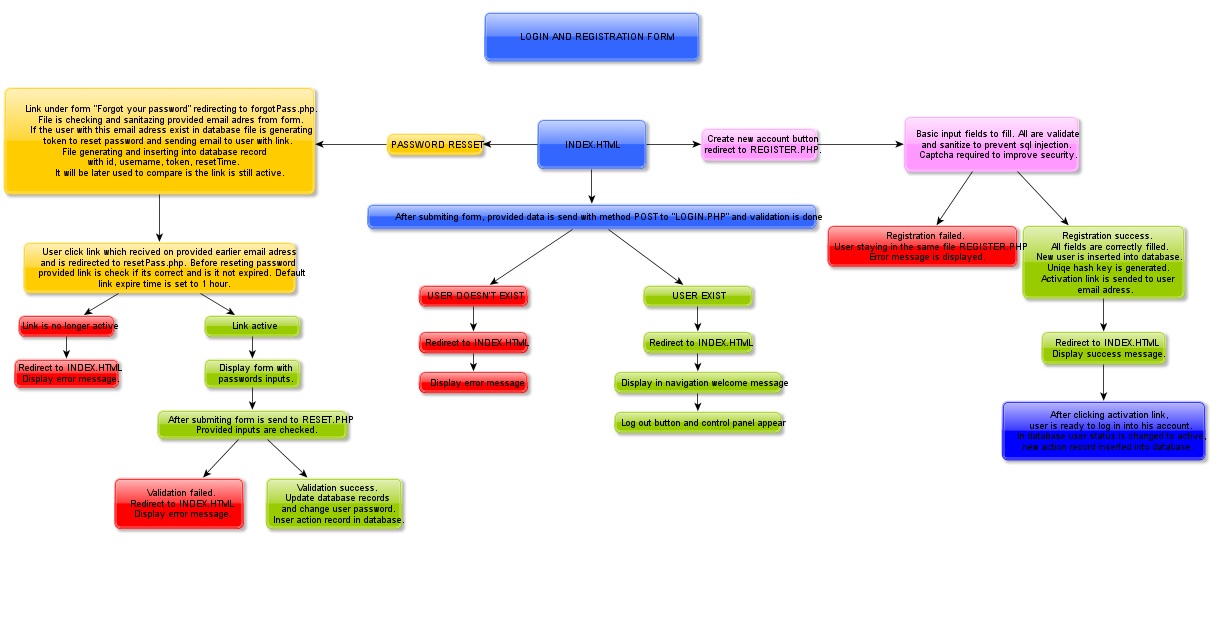 LOGIN AND REGISTRATION FORM
Link under form "Forgot your password" redirecting to forgotPass.php.
File is checking and sanitazing provided email adres from form.
If the user with this email adress exist in database file is generating
token to reset password and sending email to user with link.
File generating and inserting into database record
with id, username, token, resetTime.
It will be later used to compare is the link is still active.
PASSWORD RESSET
INDEX.HTML
Create new account button
redirect to REGISTER.PHP.
Basic input fields to fill. All are validate
and sanitize to prevent sql injection.
Captcha required to improve security.
After submiting form, provided data is send with method POST to "LOGIN.PHP" and validation is done
User click link which recived on provided earlier email adress
and is redirected to resetPass.php. Before reseting password
provided link is check if its correct and is it not expired. Default
link expire time is set to 1 hour.
Registration failed.
User staying in the same file REGISTER.PHP
Error message is displayed.
Registration success.
All fields are correctly filled.
New user is inserted into database.
Uniqe hash key is generated.
Activation link is sended to user
email adress.
Link is no longer active
Link active
USER DOESN'T EXIST
USER EXIST
Redirect to INDEX.HTML
Display error message.
Display form with
passwords inputs.
Redirect to INDEX.HTML
Redirect to INDEX.HTML
Redirect to INDEX.HTML
Display success message.
Display error message
Display in navigation welcome message
After submiting form is send to RESET.PHP
Provided inputs are checked.
Log out button and control panel appear
After clicking activation link,
user is ready to log in into his account.
In database user status is changed to active,
new action record inserted into database.
Validation failed.
Redirect to INDEX.HTML
Display error message.
Validation success.
Update database records
and change user password.
Inser action record in database.